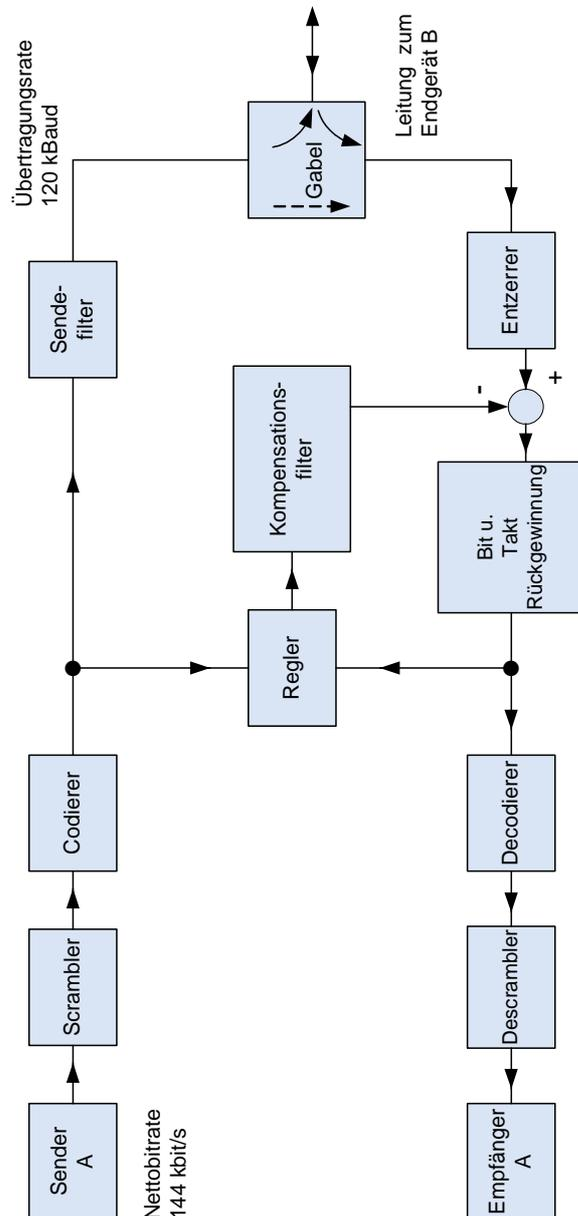 Sender
A
Scrambler
Codierer
Sende-
filter
Übertragungsrate
120 kBaud
Nettobitrate
144 kbit/s
Regler
Kompensations-
filter
Gabel
Leitung zum
Endgerät B
-
+
Empfänger
A
Descrambler
Decodierer
Bit u.
Takt
Rückgewinnung
Entzerrer